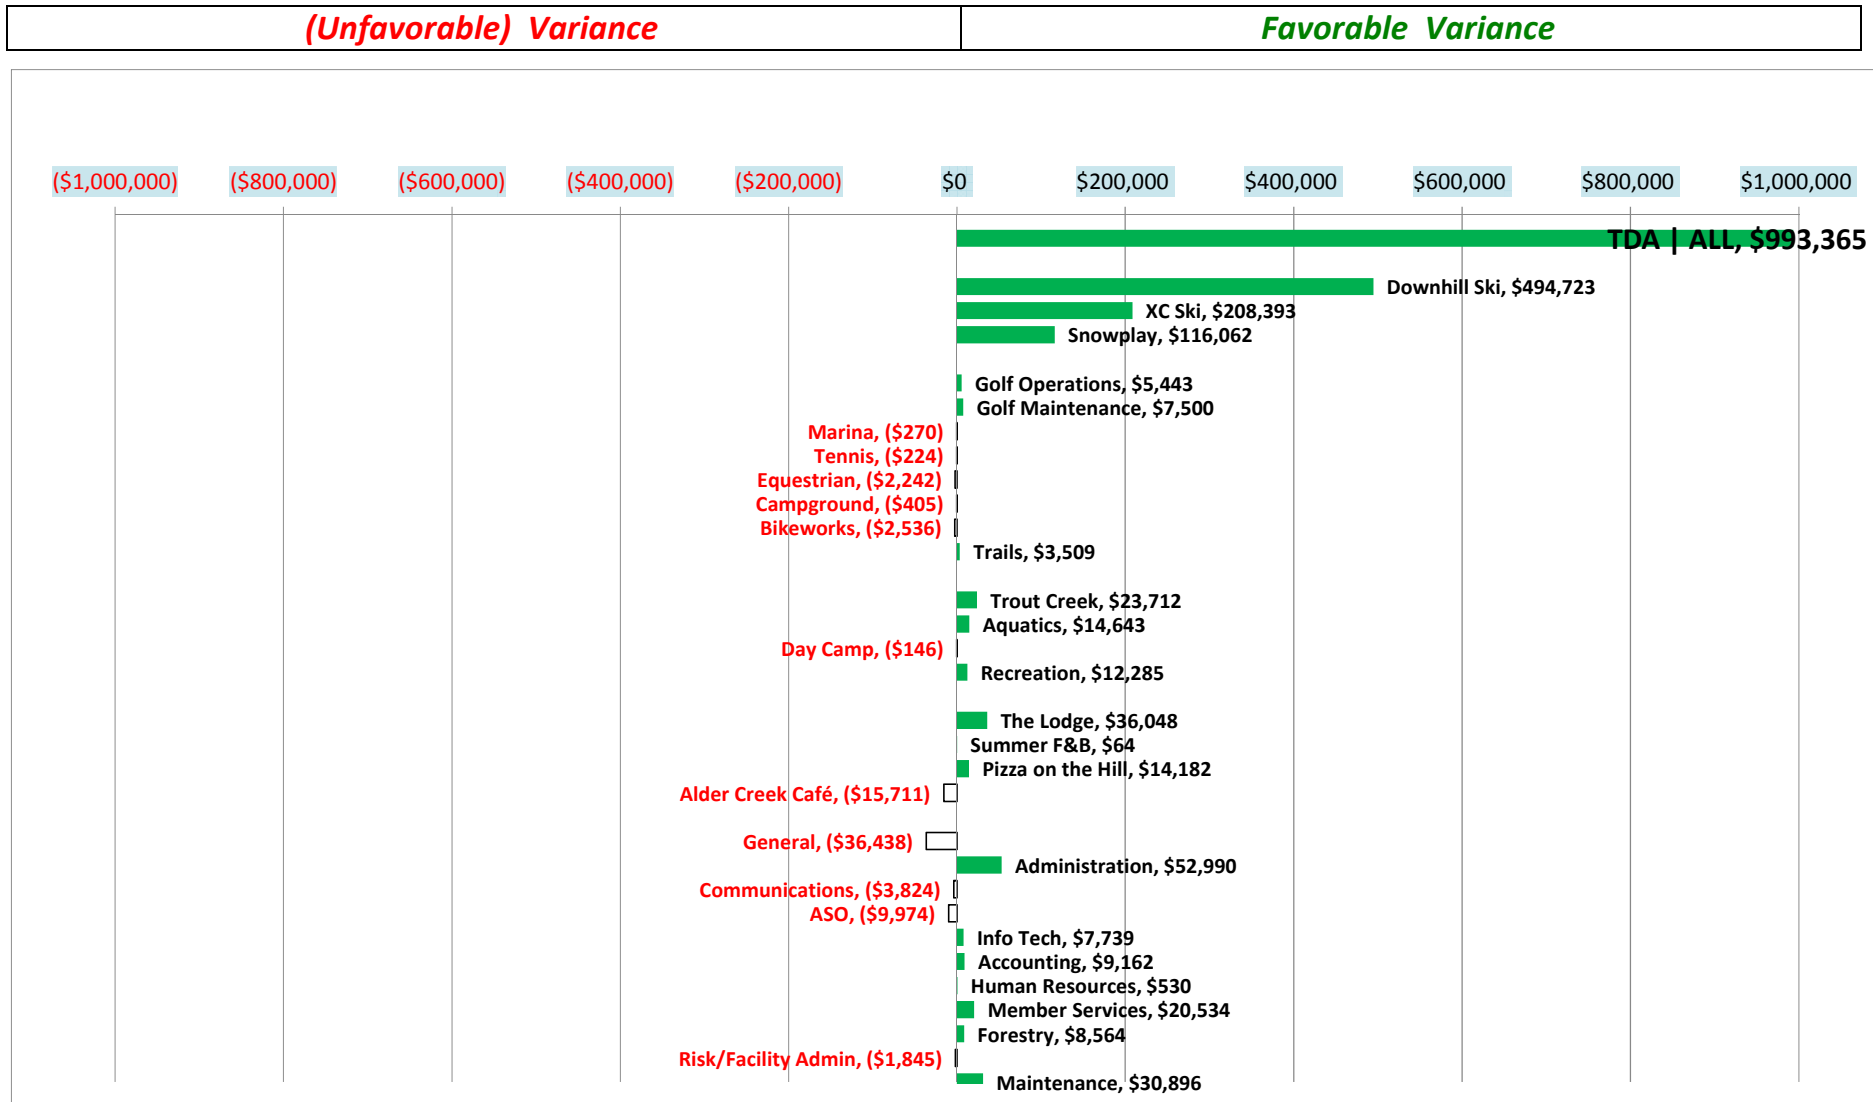 (Unfavorable) Variance
Favorable Variance
($1,000,000) ($800,000) ($600,000) ($400,000) ($200,000) $0 $200,000 $400,000 $600,000 $800,000 $1,000,000
TDA | ALL, $993,365
Downhill Ski, $494,723
XC Ski, $208,393
Snowplay, $116,062
Golf Operations, $5,443
Golf Maintenance, $7,500
Marina, ($270)
Tennis, ($224)
Equestrian, ($2,242)
Campground, ($405)
Bikeworks, ($2,536)
Trails, $3,509
Trout Creek, $23,712
Aquatics, $14,643
Day Camp, ($146)
Recreation, $12,285
The Lodge, $36,048
Summer F&B, $64
Pizza on the Hill, $14,182
Alder Creek Café, ($15,711)
General, ($36,438)
Administration, $52,990
Communications, ($3,824)
ASO, ($9,974)
Info Tech, $7,739
Accounting, $9,162
Human Resources, $530
Member Services, $20,534
Forestry, $8,564
Risk/Facility Admin, ($1,845)
Maintenance, $30,896